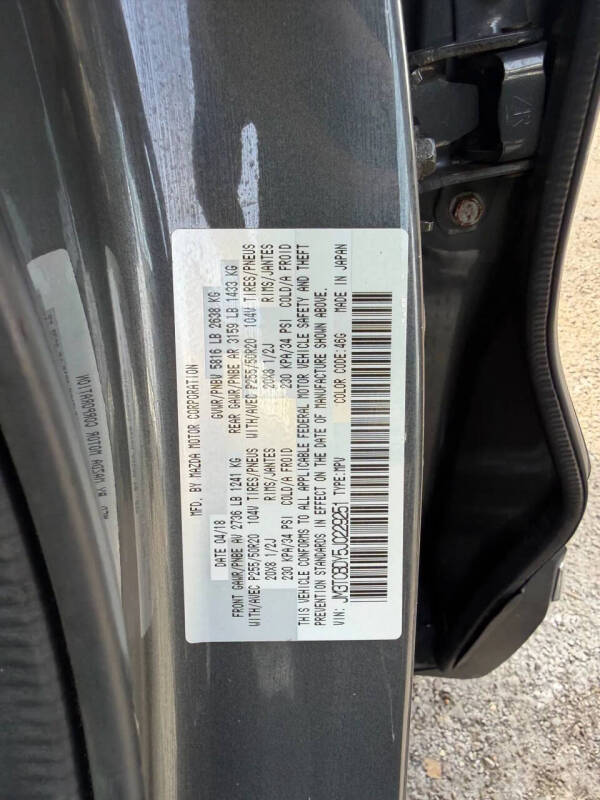 MFD. BY MAZDA MOTOR CORPORATION
DATE 04/18 GVWR/PNBV 5816 LB 2638 KG
FRONT GAWR/PNBE AV 2736 LB 1241 KG REAR GAWR/PNBE AR 3159 LB 1433 KG
WITH/AVEC P255/50R20 104V TIRES/PNEUS WITH/AVEC P255/50R20 104V TIRES/PNEUS
20X8 1/2J RIMS/JANTES 20X8 1/2J RIMS/JANTES
230 KPA/34 PSI COLD/A FROID 230 KPA/34 PSI COLD/A FROID
THIS VEHICLE CONFORMS TO ALL APPLICABLE FEDERAL MOTOR VEHICLE SAFETY AND THEFT
PREVENTION STANDARDS IN EFFECT ON THE DATE OF MANUFACTURE SHOWN ABOVE.
VIN: JM3TCBDY5J0229251 TYPE:MPV COLOR CODE:46G MADE IN JAPAN